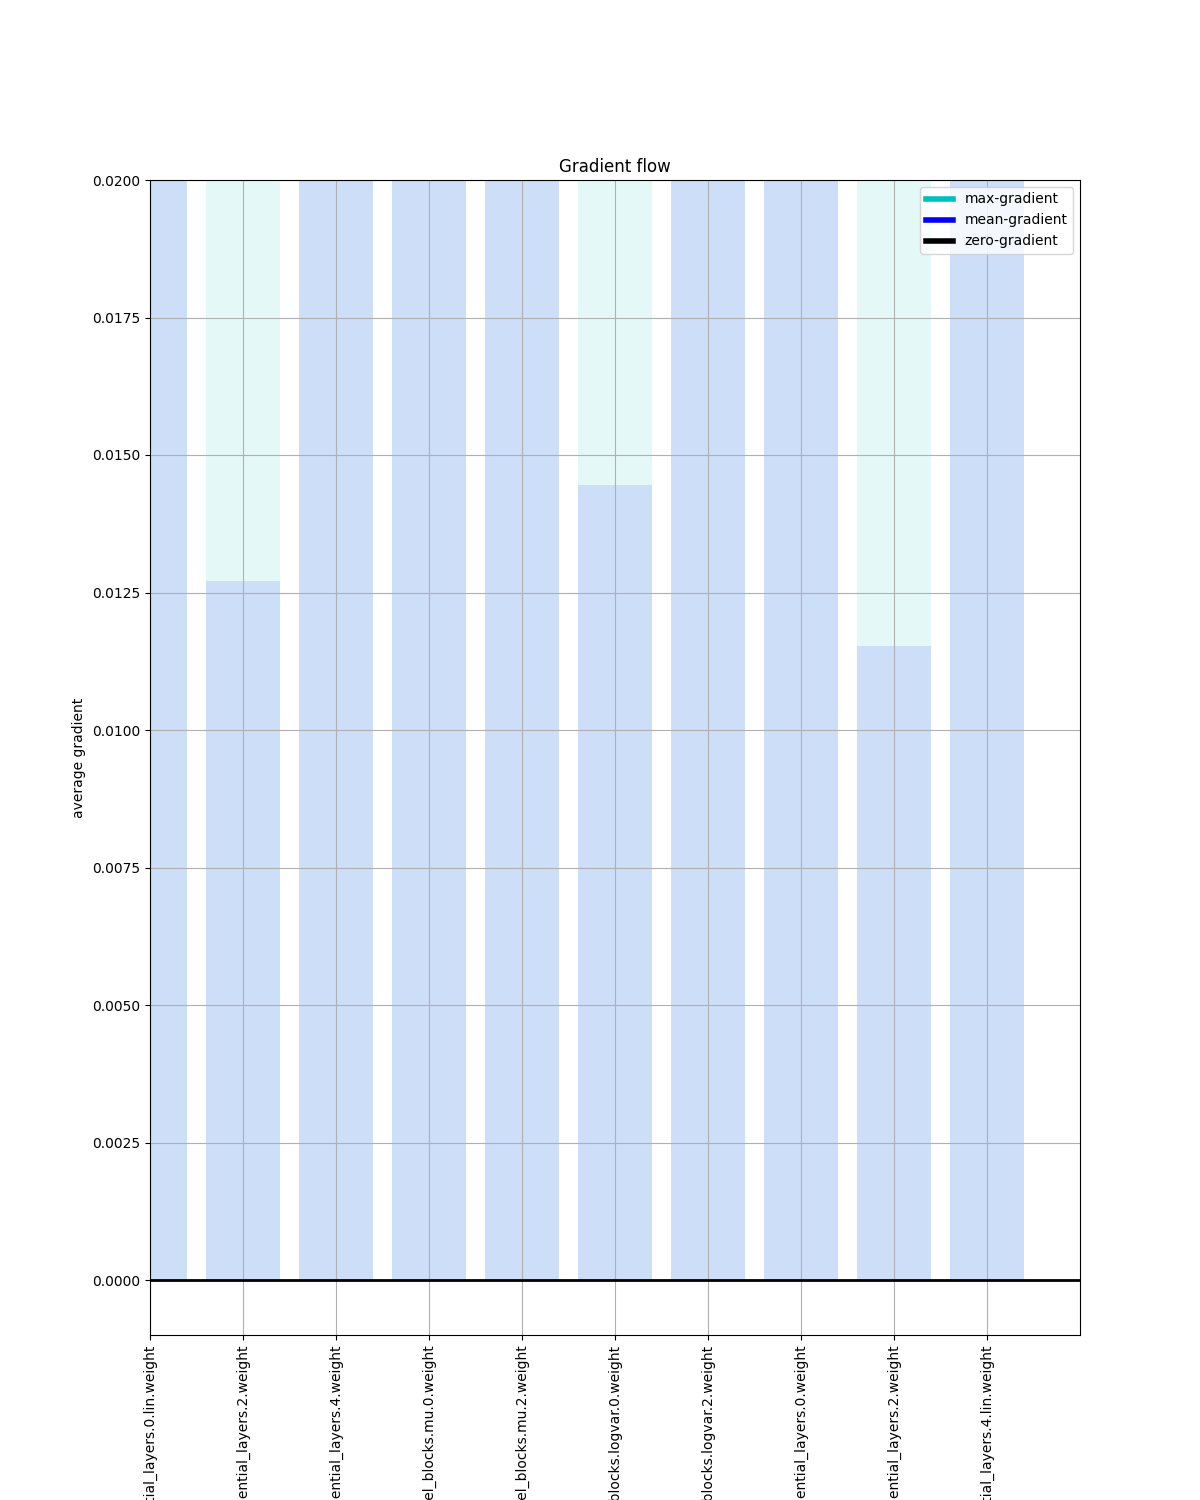 Gradient flow
max-gradient
mean-gradient
zero-gradient
0.0200
0.0175
0.0150
0.0125
0.0100
0.0075
0.0050
0.0025
0.0000
average gradient
tial_layers.0.lin.weight
ential_layers.2.weight
ential_layers.4.weight
el_blocks.mu.0.weight
el_blocks.mu.2.weight
blocks.logvar.0.weight
blocks.logvar.2.weight
ential_layers.0.weight
ential_layers.2.weight
tial_layers.4.lin.weight